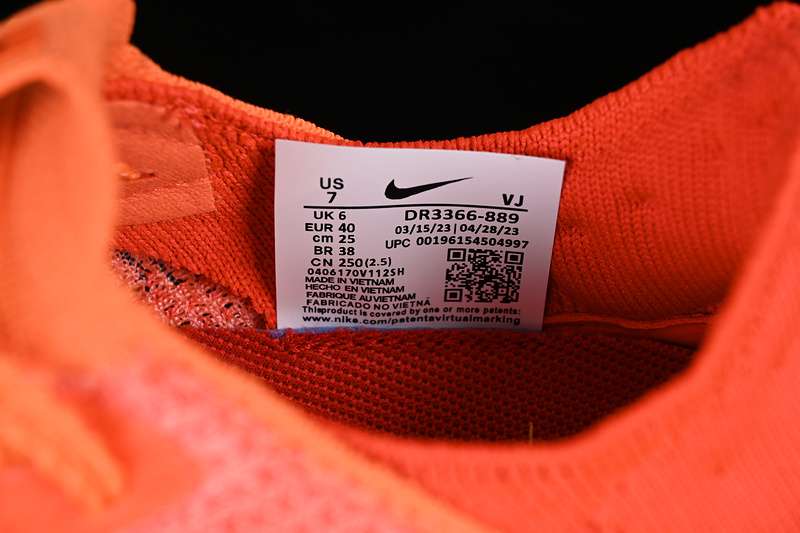 US
7
VJ
UK 6
DR3366-889
EUR 40
03/15/23 | 04/28/23
cm 25
UPC 00196154504997
BR 38
CN 250 (2.5)
0406170V112SH
MADE IN VIETNAM
HECHO EN VIETNAM
FABRIQUE AU VIETNAM
FABRICADO NO VIETNÃ
This product is covered by one or more patents:
www.nike.com/patentavirtualmarking